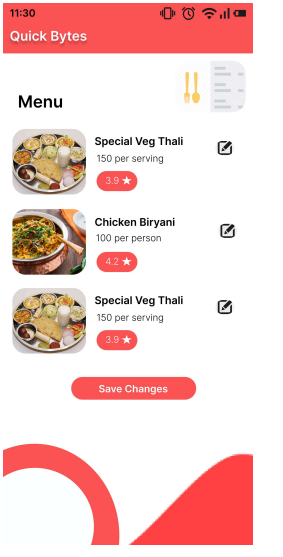 11:30
Quick Bytes
Menu
Special Veg Thali
150 per serving
3.9 ★
Chicken Biryani
100 per person
4.2 ★
Special Veg Thali
150 per serving
3.9 ★
Save Changes